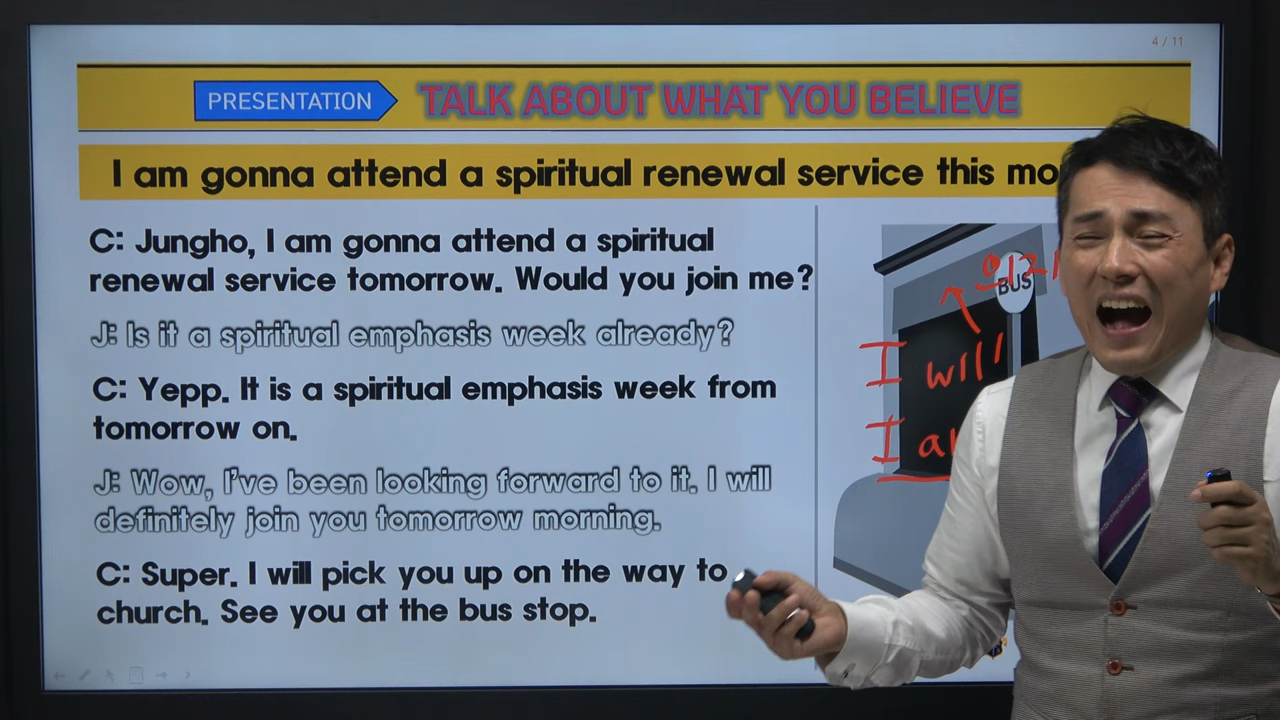 4 / 11
PRESENTATION
TALK ABOUT WHAT YOU BELIEVE
I am gonna attend a spiritual renewal service this mo
C: Jungho, I am gonna attend a spiritual
renewal service tomorrow. Would you join me?
J: Is it a spiritual emphasis week already?
C: Yepp. It is a spiritual emphasis week from
tomorrow on.
J: Wow, I've been looking forward to it. I will
definitely join you tomorrow morning.
C: Super. I will pick you up on the way to
church. See you at the bus stop.
BUS
I will
I a